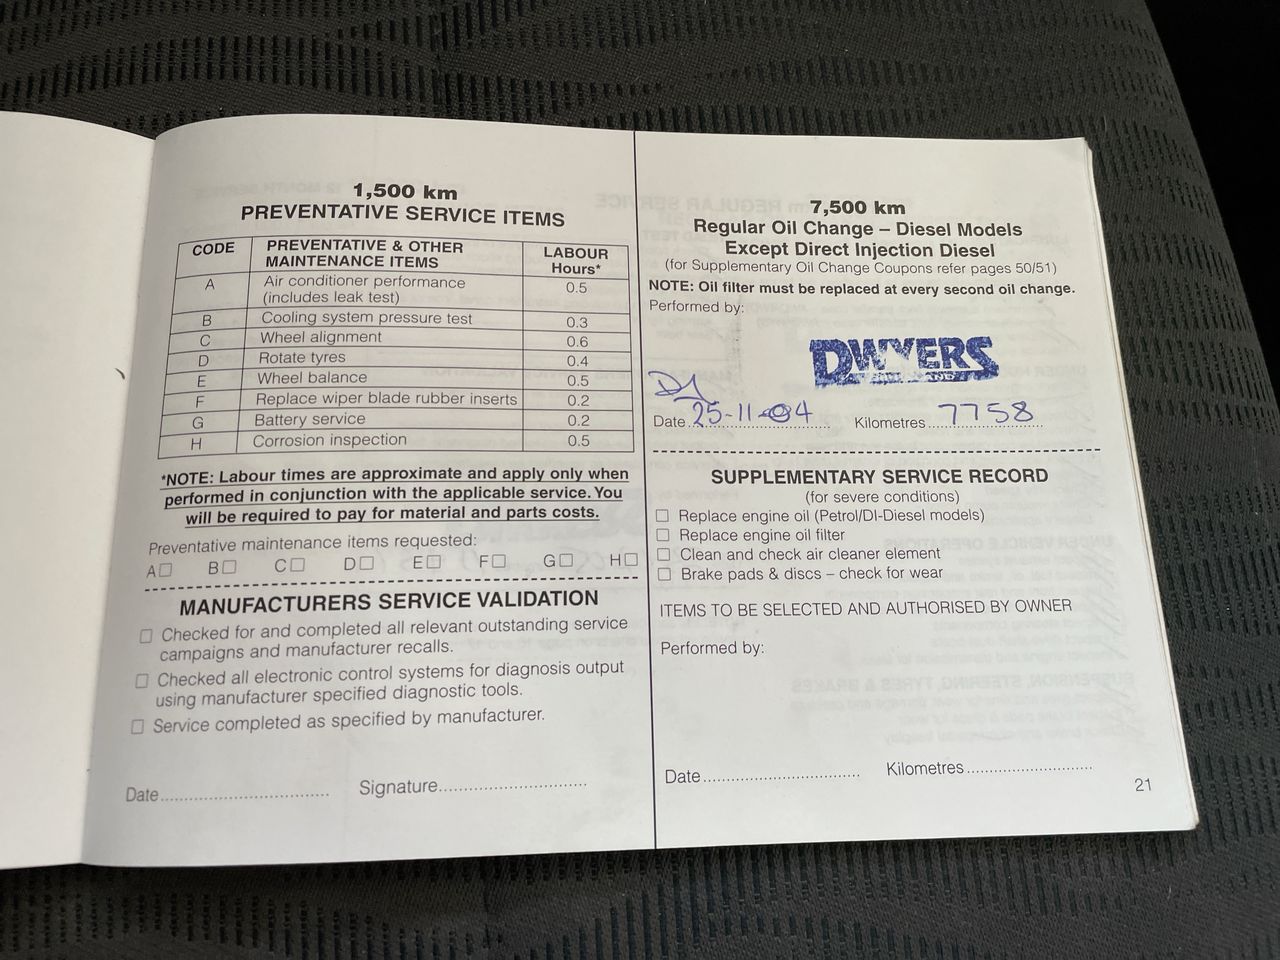 1,500 km
PREVENTATIVE SERVICE ITEMS
CODE PREVENTATIVE & OTHER MAINTENANCE ITEMS LABOUR Hours*
A Air conditioner performance (includes leak test) 0.5
B Cooling system pressure test 0.3
C Wheel alignment 0.6
D Rotate tyres 0.4
E Wheel balance 0.5
F Replace wiper blade rubber inserts 0.2
G Battery service 0.2
H Corrosion inspection 0.5
*NOTE: Labour times are approximate and apply only when
performed in conjunction with the applicable service. You
will be required to pay for material and parts costs.
Preventative maintenance items requested:
A☐ B☐ C☐ D☐ E☐ F☐ G☐ H☐
MANUFACTURERS SERVICE VALIDATION
☐ Checked for and completed all relevant outstanding service
campaigns and manufacturer recalls.
☐ Checked all electronic control systems for diagnosis output
using manufacturer specified diagnostic tools.
☐ Service completed as specified by manufacturer.
Date.................................. Signature..............................
7,500 km
Regular Oil Change – Diesel Models
Except Direct Injection Diesel
(for Supplementary Oil Change Coupons refer pages 50/51)
NOTE: Oil filter must be replaced at every second oil change.
Performed by:
DWYERS
Date 25-11-04 Kilometres 7758
SUPPLEMENTARY SERVICE RECORD
(for severe conditions)
☐ Replace engine oil (Petrol/DI-Diesel models)
☐ Replace engine oil filter
☐ Clean and check air cleaner element
☐ Brake pads & discs – check for wear
ITEMS TO BE SELECTED AND AUTHORISED BY OWNER
Performed by:
Date.................................. Kilometres...........................
21